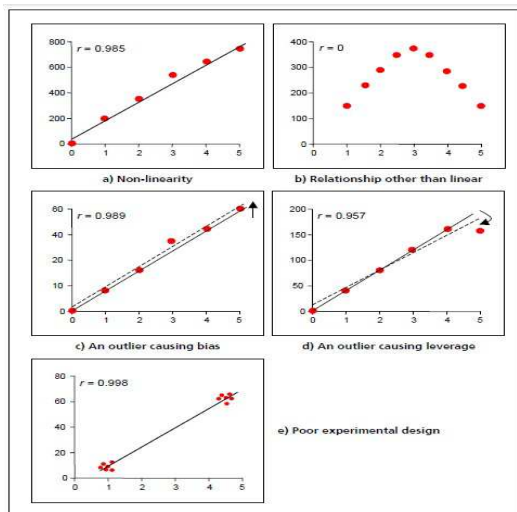 800
r = 0.985
600
400
200
0
0 1 2 3 4 5
a) Non-linearity
400
r = 0
300
200
100
0
0 1 2 3 4 5
b) Relationship other than linear
60
r = 0.989
40
20
0
0 1 2 3 4 5
c) An outlier causing bias
200
r = 0.957
150
100
50
0
0 1 2 3 4 5
d) An outlier causing leverage
80
r = 0.998
60
40
20
0
0 1 2 3 4 5
e) Poor experimental design